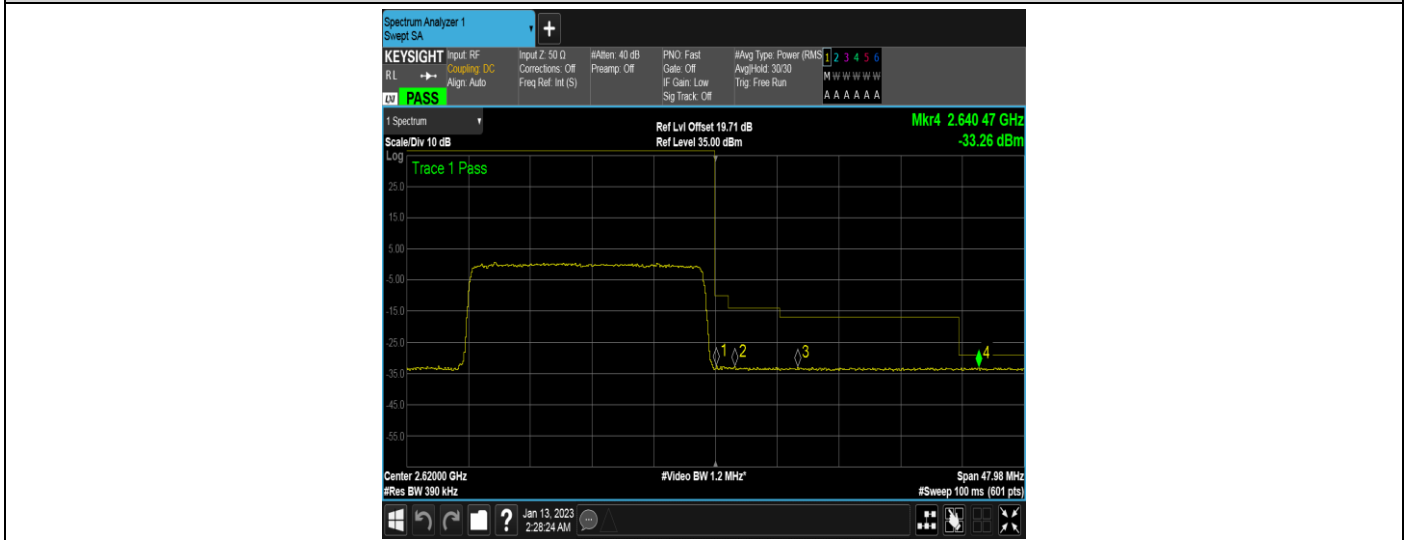 Spectrum Analyzer 1
Swept SA
+
KEYSIGHT Input: RF Input Z: 50 Ω #Atten: 40 dB PNO: Fast #Avg Type: Power (RMS 1 2 3 4 5 6
RL Coupling: DC Corrections: Off Preamp: Off Gate: Off Avg|Hold: 30/30 M W W W W W
Align: Auto Freq Ref: Int (S) IF Gain: Low Trig: Free Run
LXI PASS Sig Track: Off A A A A A A
1 Spectrum
Ref Lvl Offset 19.71 dB Mkr4 2.640 47 GHz
Scale/Div 10 dB Ref Level 35.00 dBm -33.26 dBm
Log
Trace 1 Pass
25.0
15.0
5.00
-5.00
-15.0
-25.0
1 2 3 4
-35.0
-45.0
-55.0
Center 2.62000 GHz #Video BW 1.2 MHz* Span 47.98 MHz
#Res BW 390 kHz #Sweep 100 ms (601 pts)
? Jan 13, 2023
2:28:24 AM